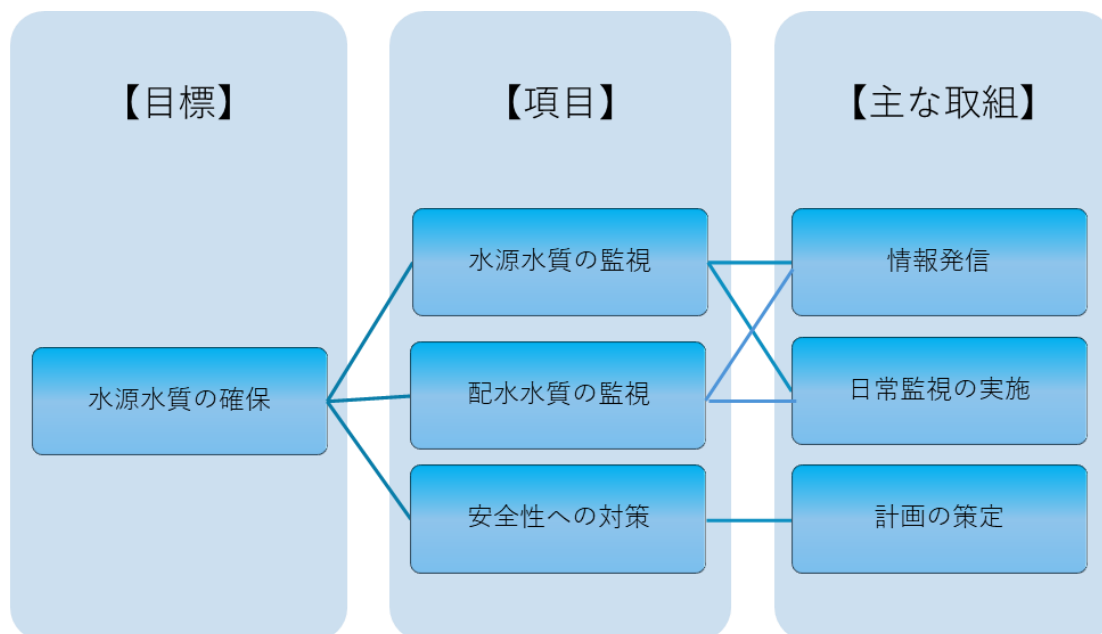 【目標】
【項目】
【主な取組】
水源水質の確保
水源水質の監視
配水水質の監視
安全性への対策
情報発信
日常監視の実施
計画の策定